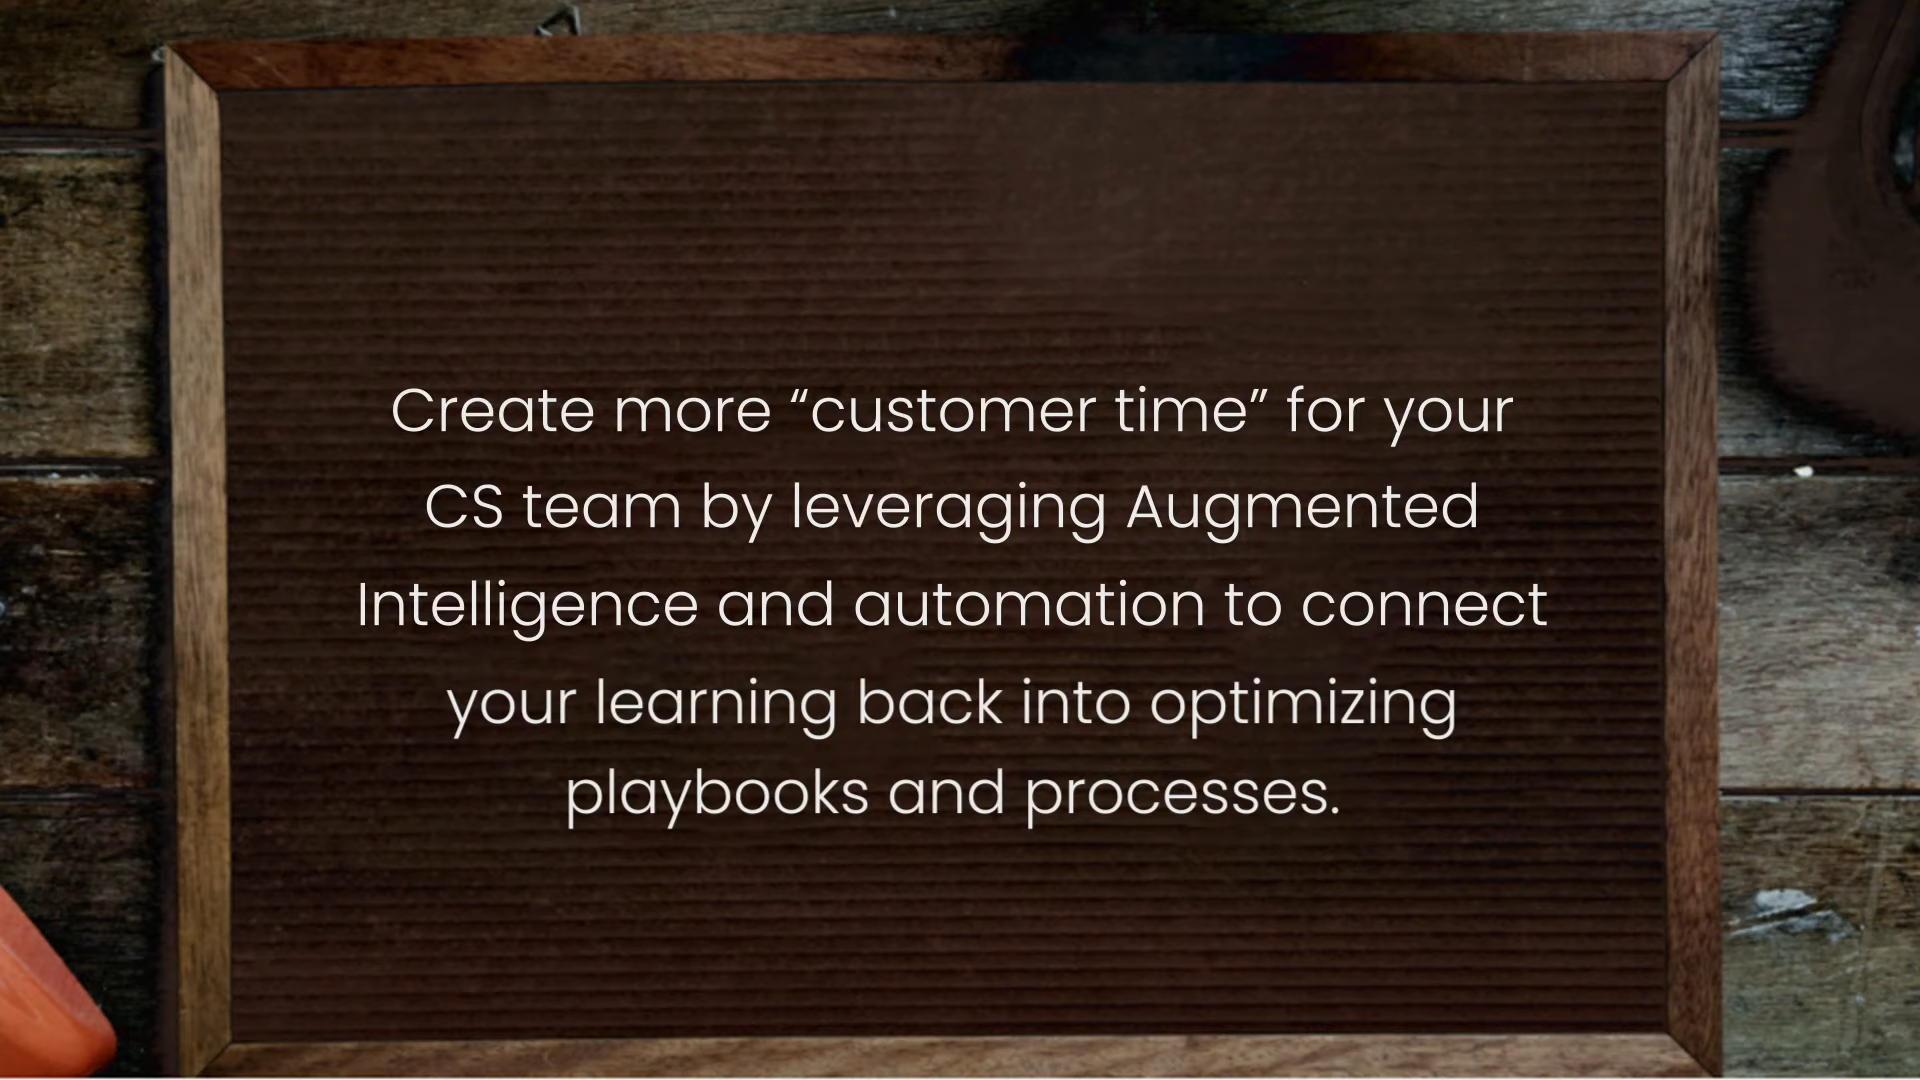 Create more “customer time” for your
CS team by leveraging Augmented
Intelligence and automation to connect
your learning back into optimizing
playbooks and processes.